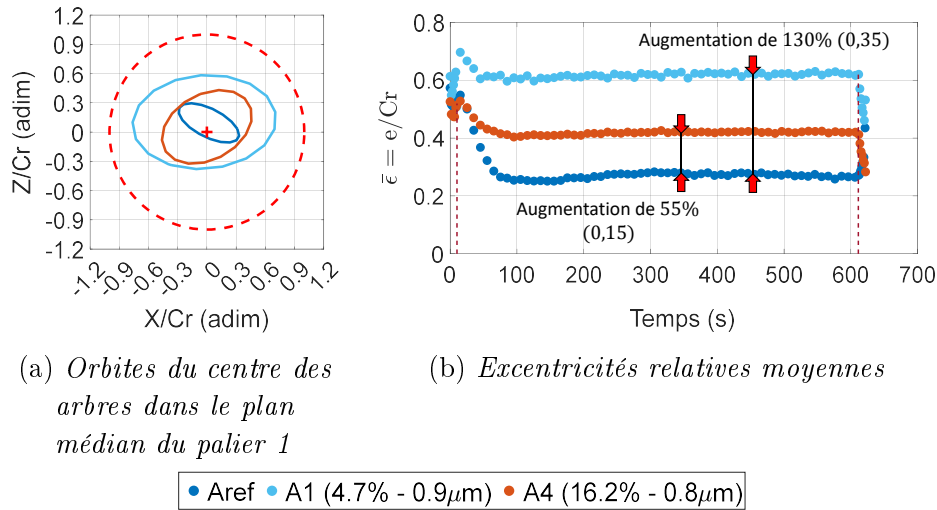 1.2
0.9
0.6
0.3
0
-0.3
-0.6
-0.9
-1.2
Z/Cr (adim)
-1.2
-0.9
-0.6
-0.3
0
0.3
0.6
0.9
1.2
X/Cr (adim)
0.8
0.6
0.4
0.2
0
ϵ̄ = e/Cr
Augmentation de 130% (0,35)
Augmentation de 55%
(0,15)
0 100 200 300 400 500 600 700
Temps (s)
(a) Orbites du centre des
arbres dans le plan
médian du palier 1
(b) Excentricités relatives moyennes
Aref A1 (4.7% - 0.9μm) A4 (16.2% - 0.8μm)